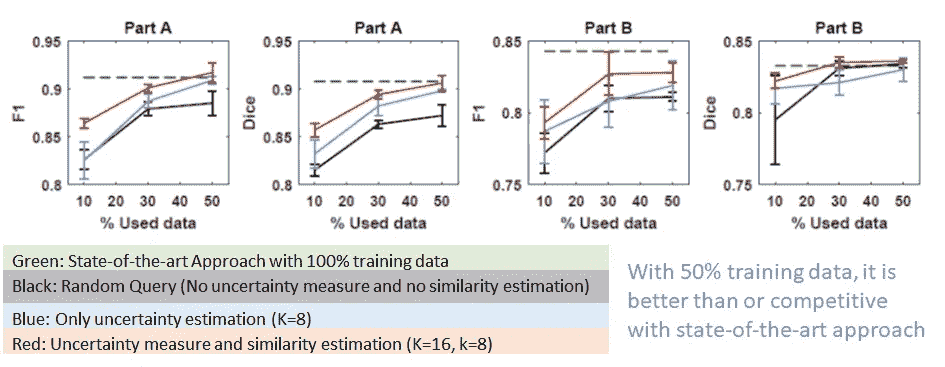 Part A
Part A
Part B
Part B
0.95
0.9
0.85
0.8
F1
10 20 30 40 50
% Used data
0.95
0.9
0.85
0.8
Dice
10 20 30 40 50
% Used data
0.85
0.8
0.75
F1
10 20 30 40 50
% Used data
0.85
0.8
0.75
Dice
10 20 30 40 50
% Used data
Green: State-of-the-art Approach with 100% training data
Black: Random Query (No uncertainty measure and no similarity estimation)
Blue: Only uncertainty estimation (K=8)
Red: Uncertainty measure and similarity estimation (K=16, k=8)
With 50% training data, it is
better than or competitive
with state-of-the-art approach